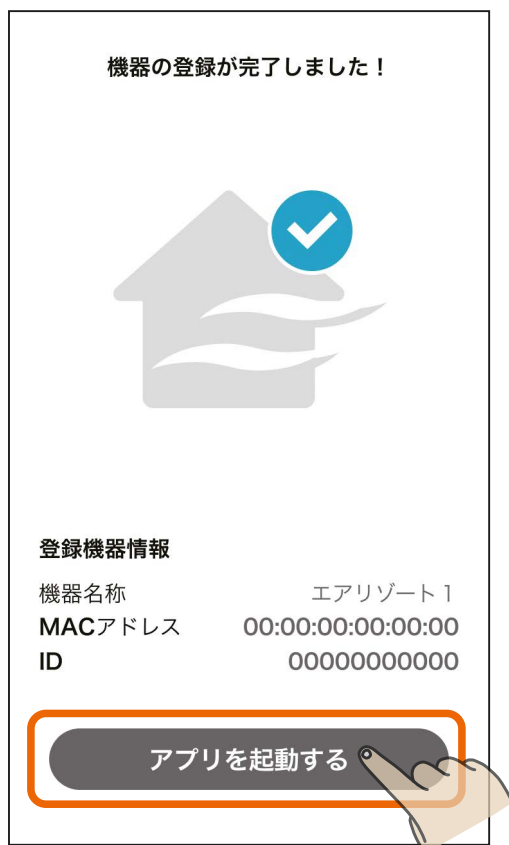 機器の登録が完了しました！
登録機器情報
機器名称 エアリゾート1
MACアドレス 00:00:00:00:00:00
ID 00000000000
アプリを起動する